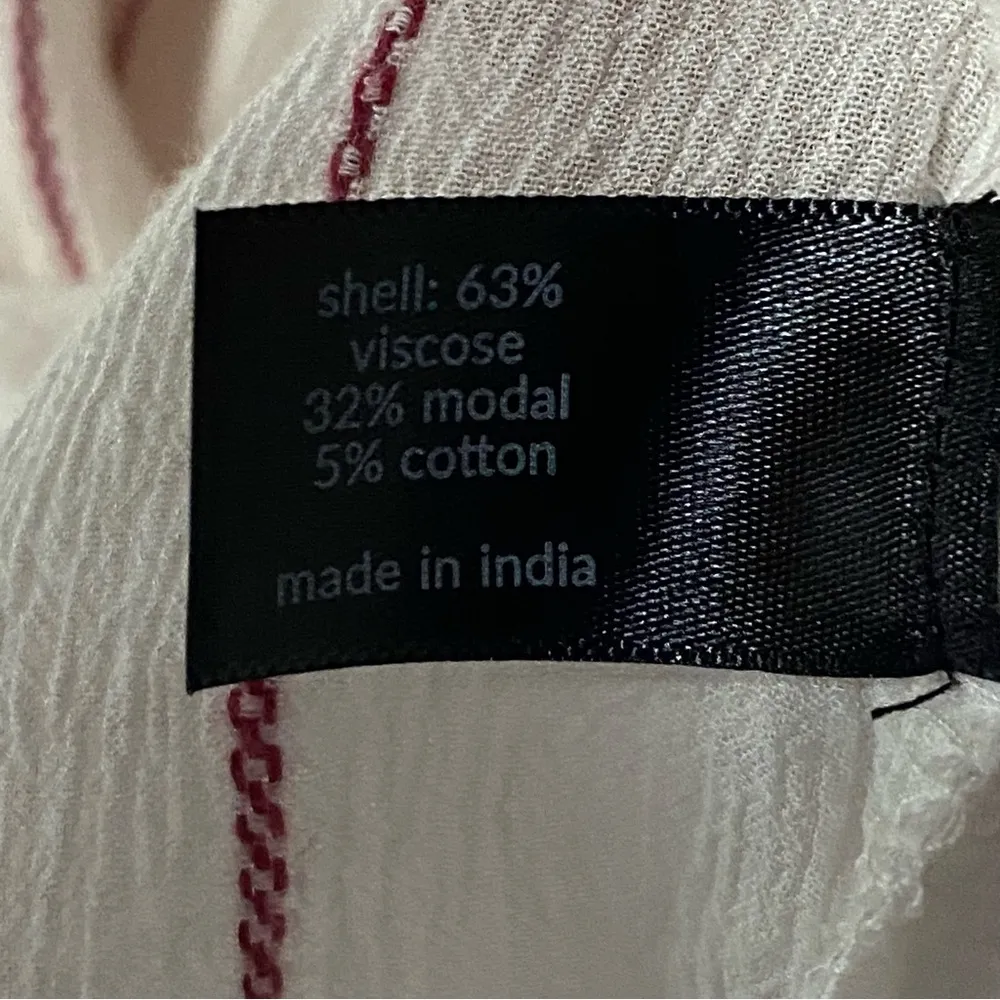 shell: 63%
viscose
32% modal
5% cotton
made in india